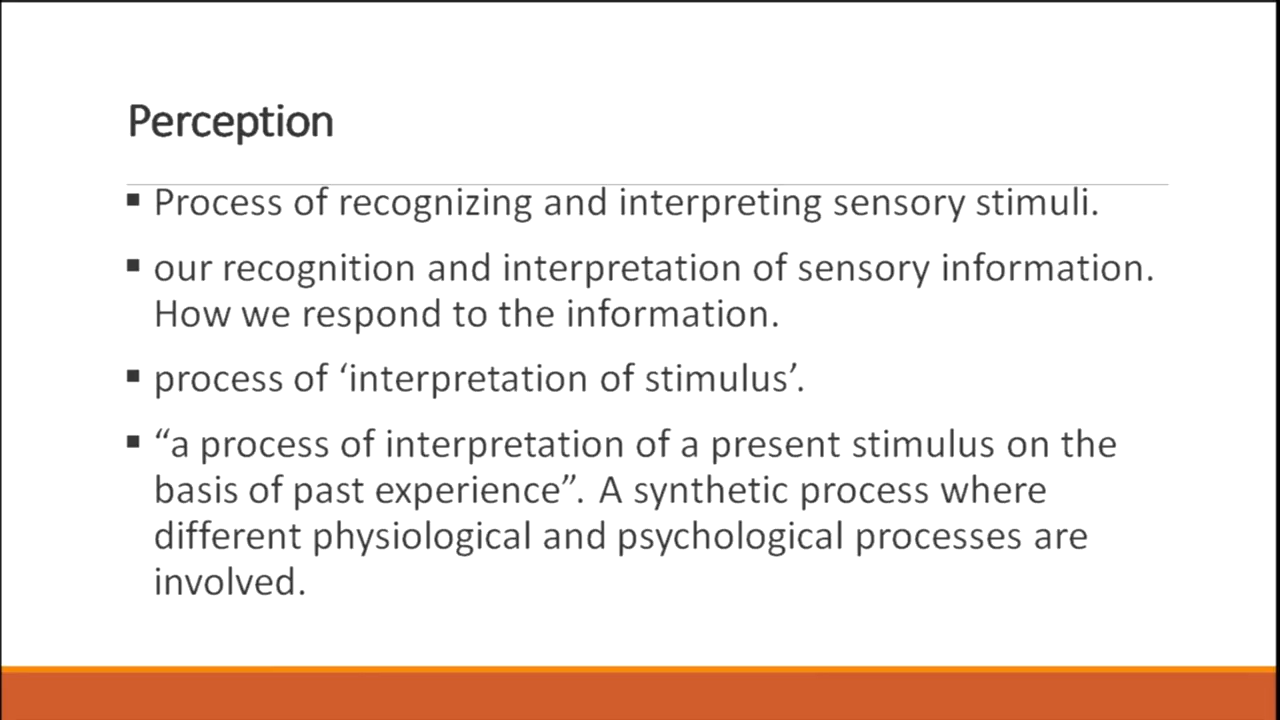 Perception
▪ Process of recognizing and interpreting sensory stimuli.
▪ our recognition and interpretation of sensory information.
How we respond to the information.
▪ process of ‘interpretation of stimulus’.
▪ “a process of interpretation of a present stimulus on the
basis of past experience”. A synthetic process where
different physiological and psychological processes are
involved.